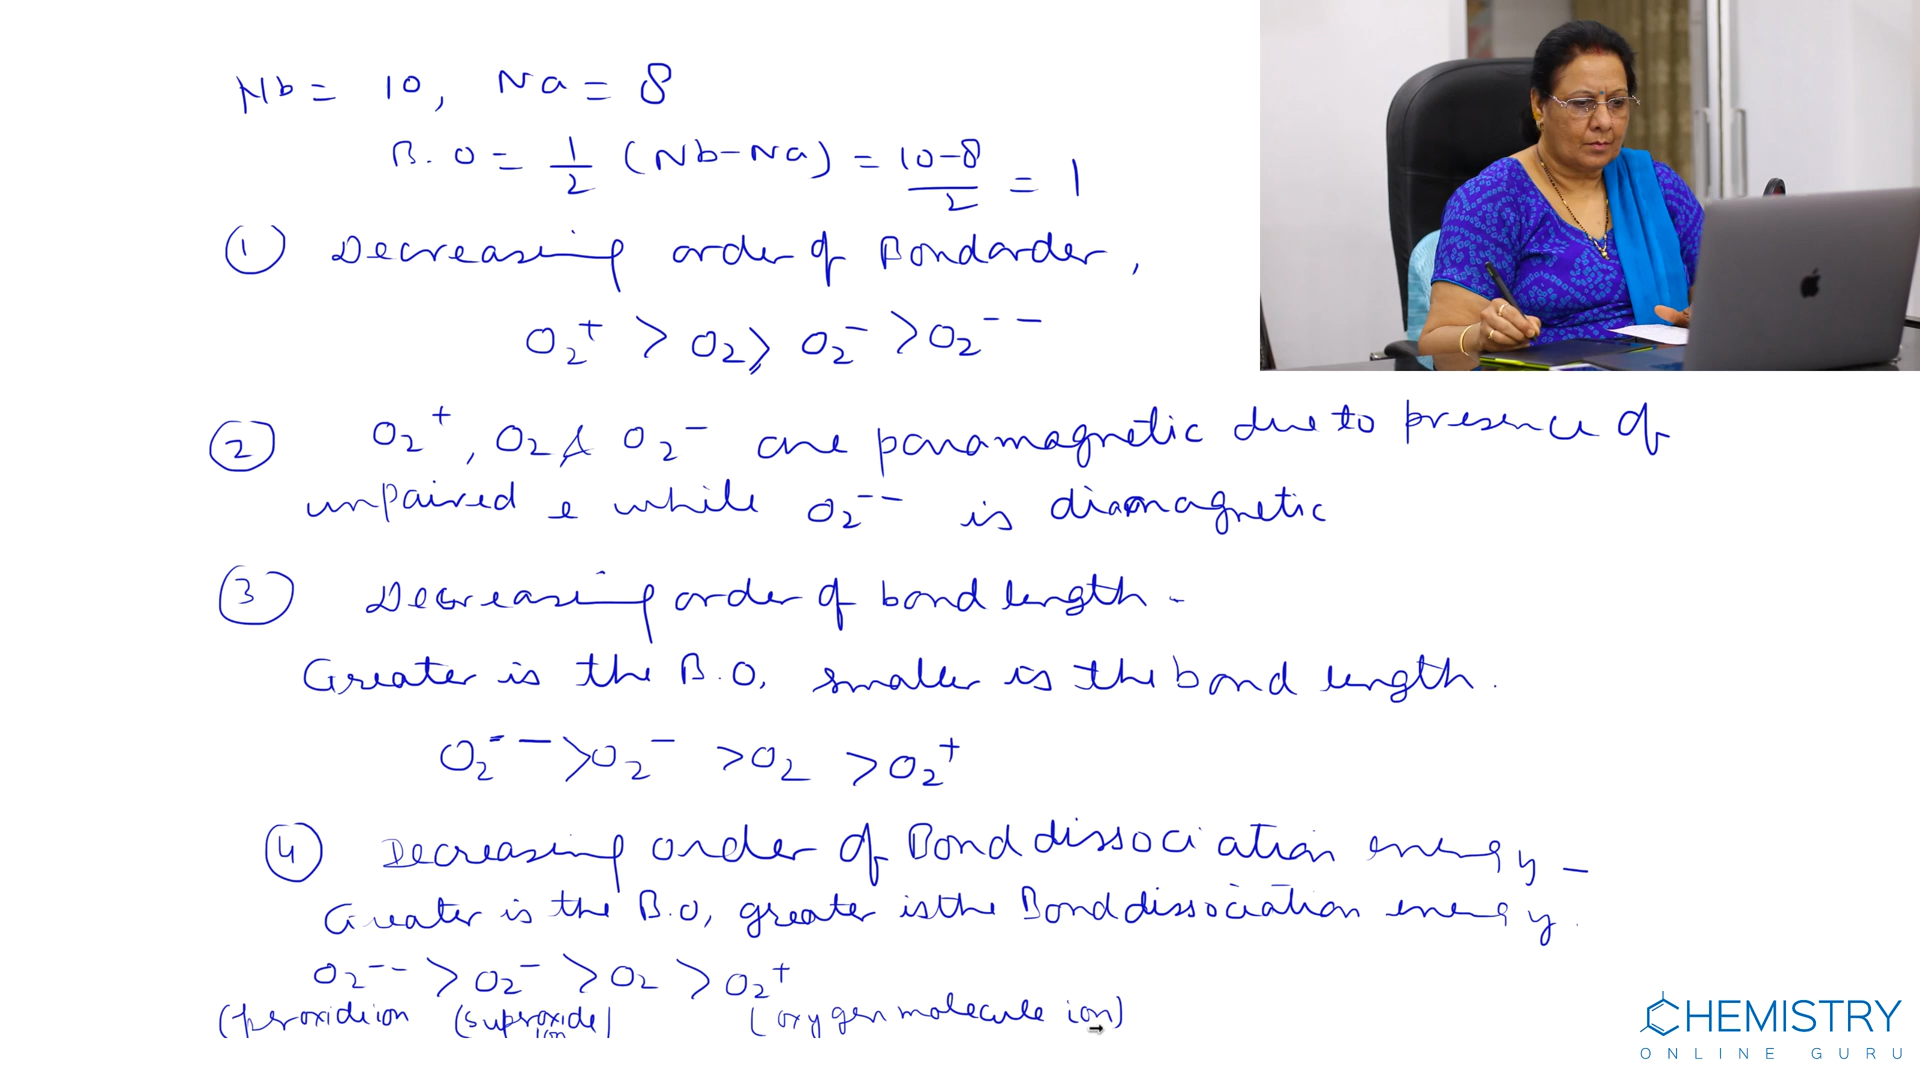 Nb = 10, Na = 8
B.O = 1/2 (Nb-Na) = 10-8/2 = 1
① Decreasing order of Bondorder,
O2+ > O2 > O2- > O2--
② O2+, O2 & O2- are paramagnetic due to presence of
unpaired e while O2-- is diamagnetic
③ Decreasing order of bond length -
Greater is the B.O, smaller is the bond length.
O2-- > O2- > O2 > O2+
④ Decreasing order of Bond dissociation energy -
Greater is the B.O, greater is the Bond dissociation energy.
O2-- > O2- > O2 > O2+
(peroxide ion (superoxide) (oxygen molecule ion)
ion
CHEMISTRY
ONLINE GURU